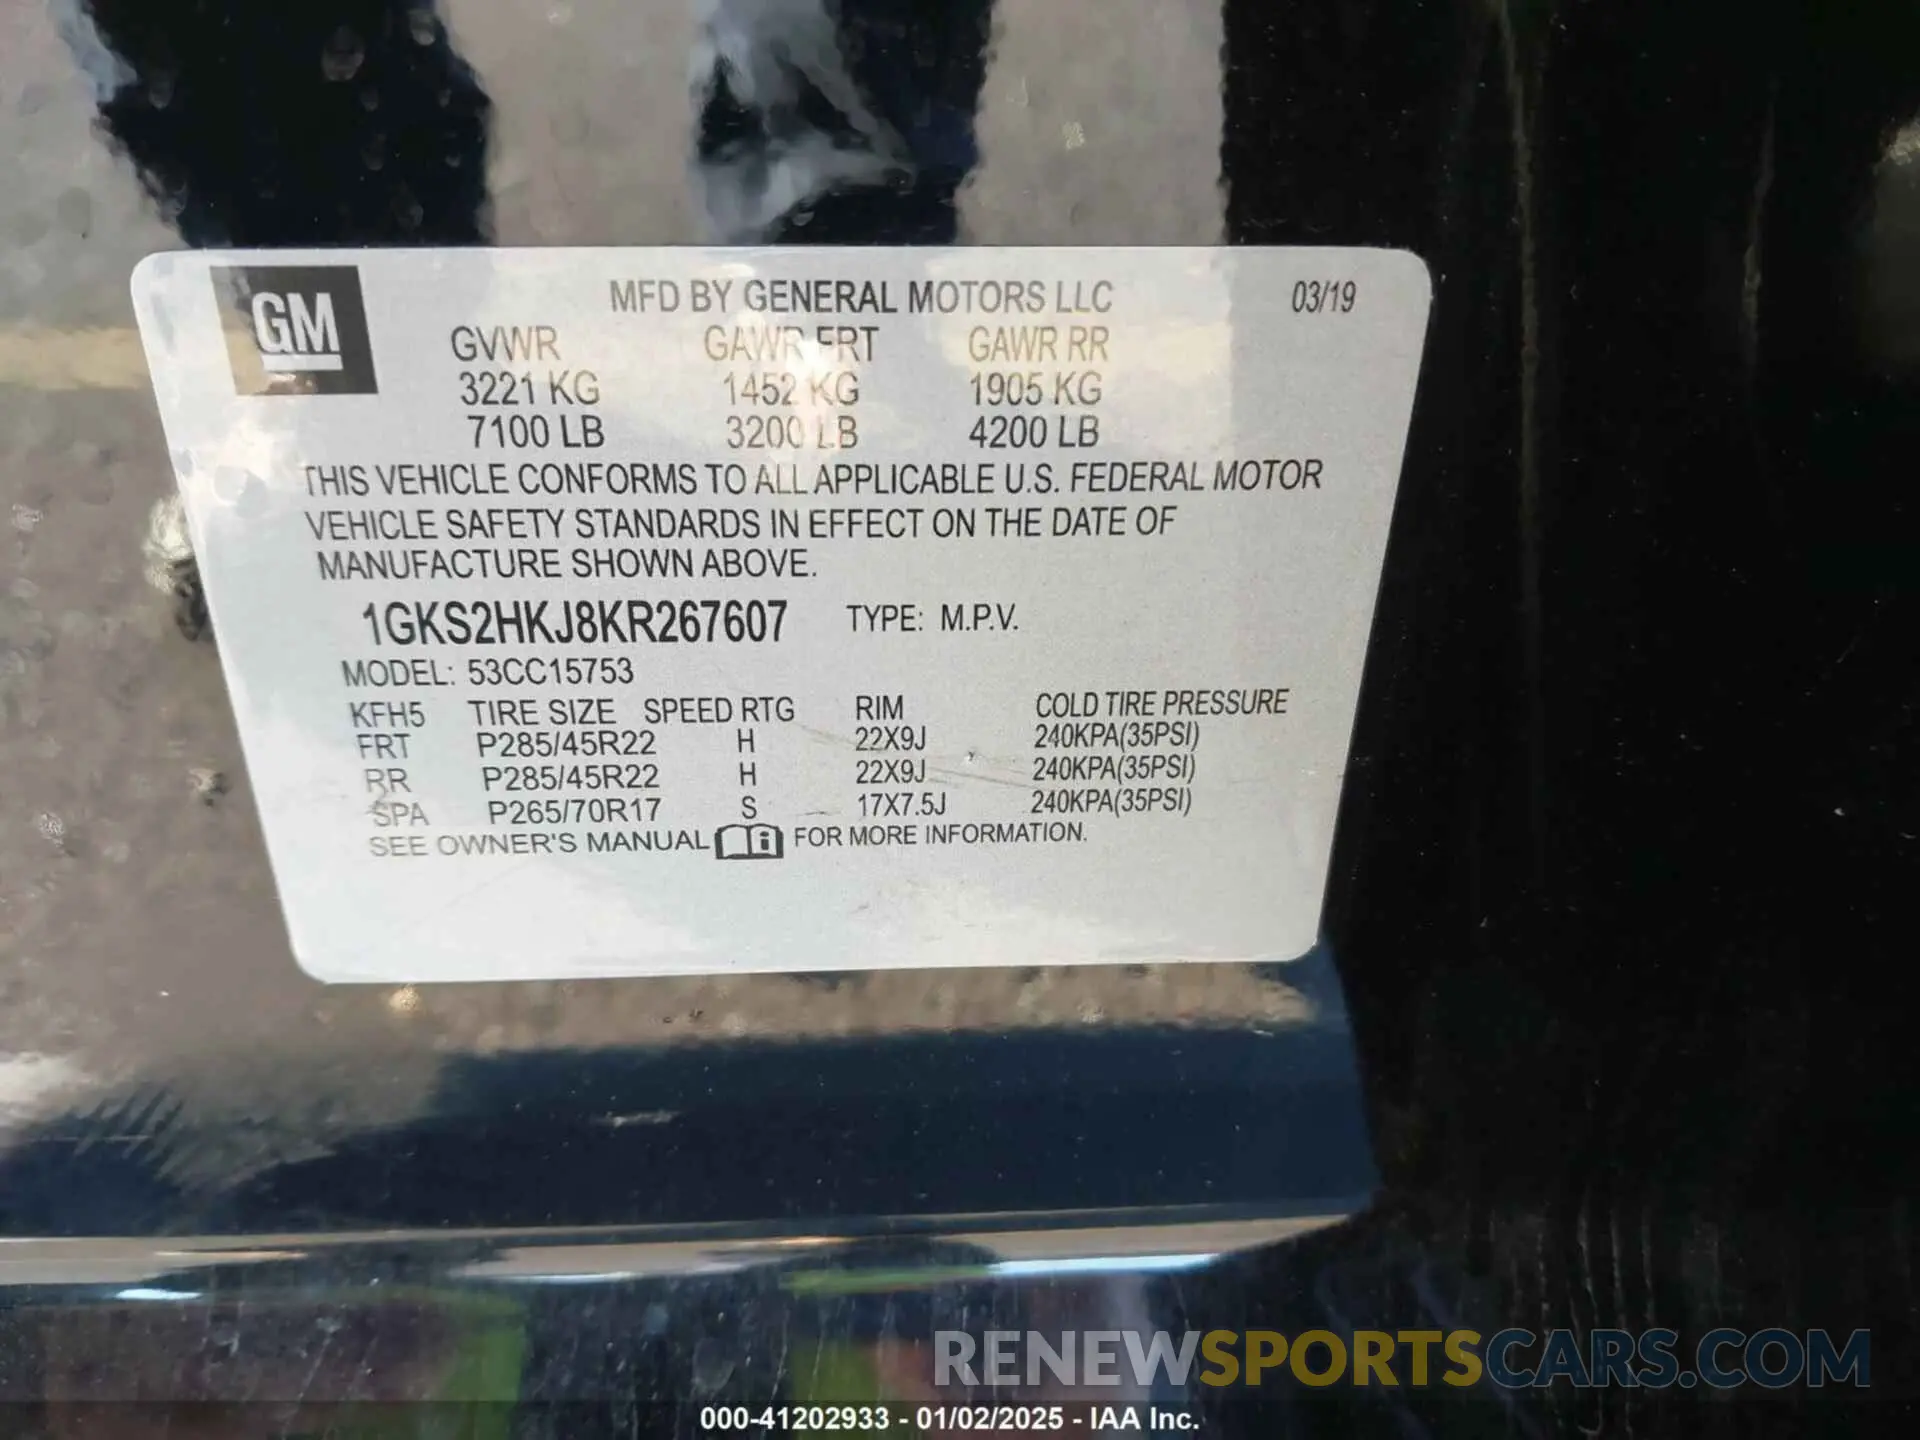 GM
MFD BY GENERAL MOTORS LLC 03/19
GVWR GAWR FRT GAWR RR
3221 KG 1452 KG 1905 KG
7100 LB 3200 LB 4200 LB
THIS VEHICLE CONFORMS TO ALL APPLICABLE U.S. FEDERAL MOTOR
VEHICLE SAFETY STANDARDS IN EFFECT ON THE DATE OF
MANUFACTURE SHOWN ABOVE.
1GKS2HKJ8KR267607 TYPE: M.P.V.
MODEL: 53CC15753
KFH5 TIRE SIZE SPEED RTG RIM COLD TIRE PRESSURE
FRT P285/45R22 H 22X9J 240KPA(35PSI)
RR P285/45R22 H 22X9J 240KPA(35PSI)
SPA P265/70R17 S 17X7.5J 240KPA(35PSI)
SEE OWNER'S MANUAL i FOR MORE INFORMATION.
RENEWSPORTSCARS.COM
000-41202933 - 01/02/2025 - IAA Inc.